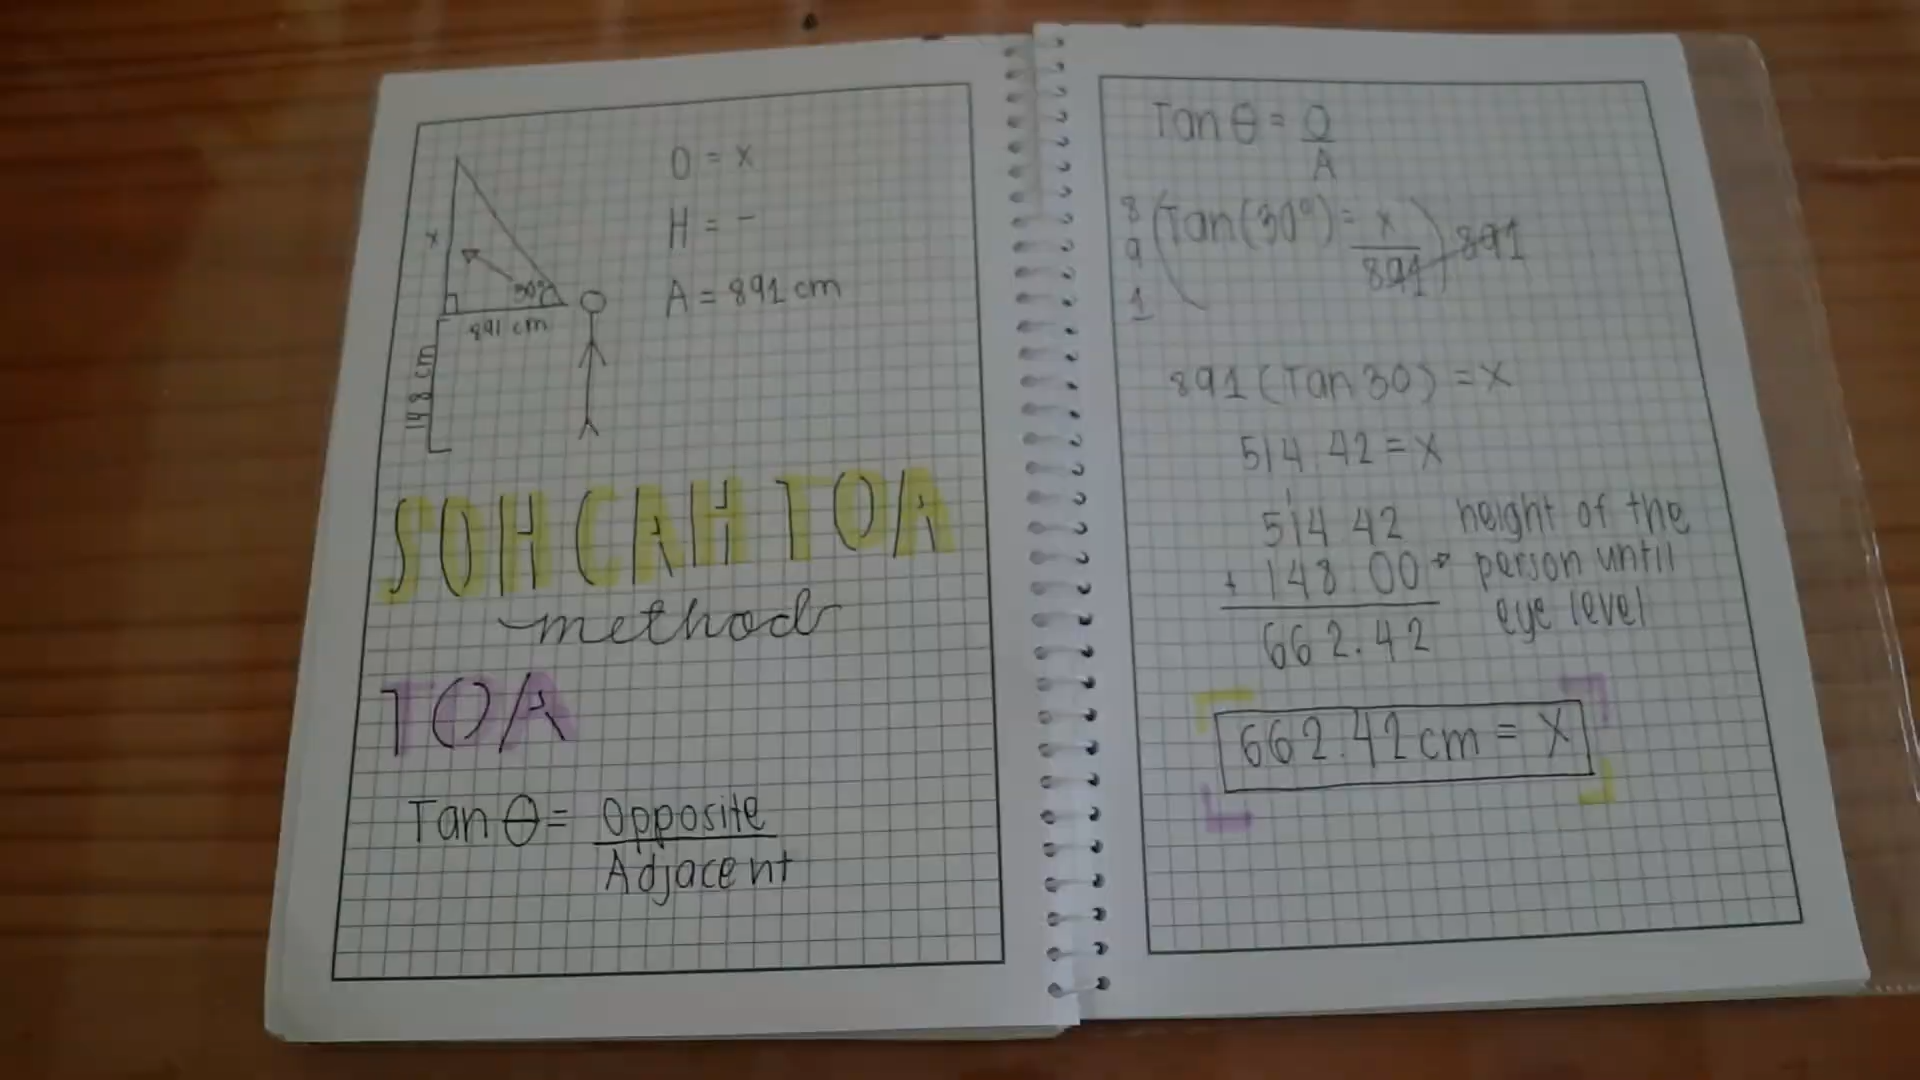 O = x
H = -
A = 891 cm
x
30°
891 cm
148 cm
SOH CAH TOA
method
TOA
Tan θ = Opposite
Adjacent
Tan θ = O
A
891 (Tan(30°) = x
891) 891
891 (Tan 30) = x
514.42 = x
1
514.42 height of the
+ 148.00 → person until
eye level
662.42
662.42 cm = X